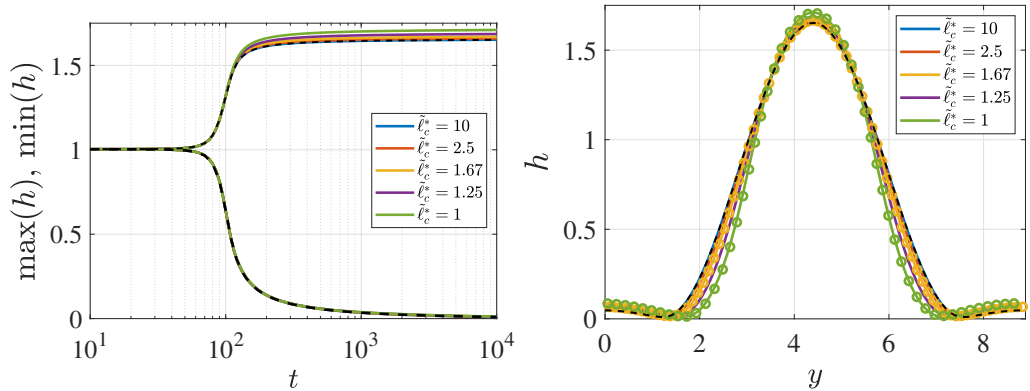 max(h), min(h)
1.5
1
0.5
0
10^1
10^2
10^3
10^4
t
ℓ̃_c^* = 10
ℓ̃_c^* = 2.5
ℓ̃_c^* = 1.67
ℓ̃_c^* = 1.25
ℓ̃_c^* = 1
h
1.5
1
0.5
0
0
2
4
6
8
y
ℓ̃_c^* = 10
ℓ̃_c^* = 2.5
ℓ̃_c^* = 1.67
ℓ̃_c^* = 1.25
ℓ̃_c^* = 1